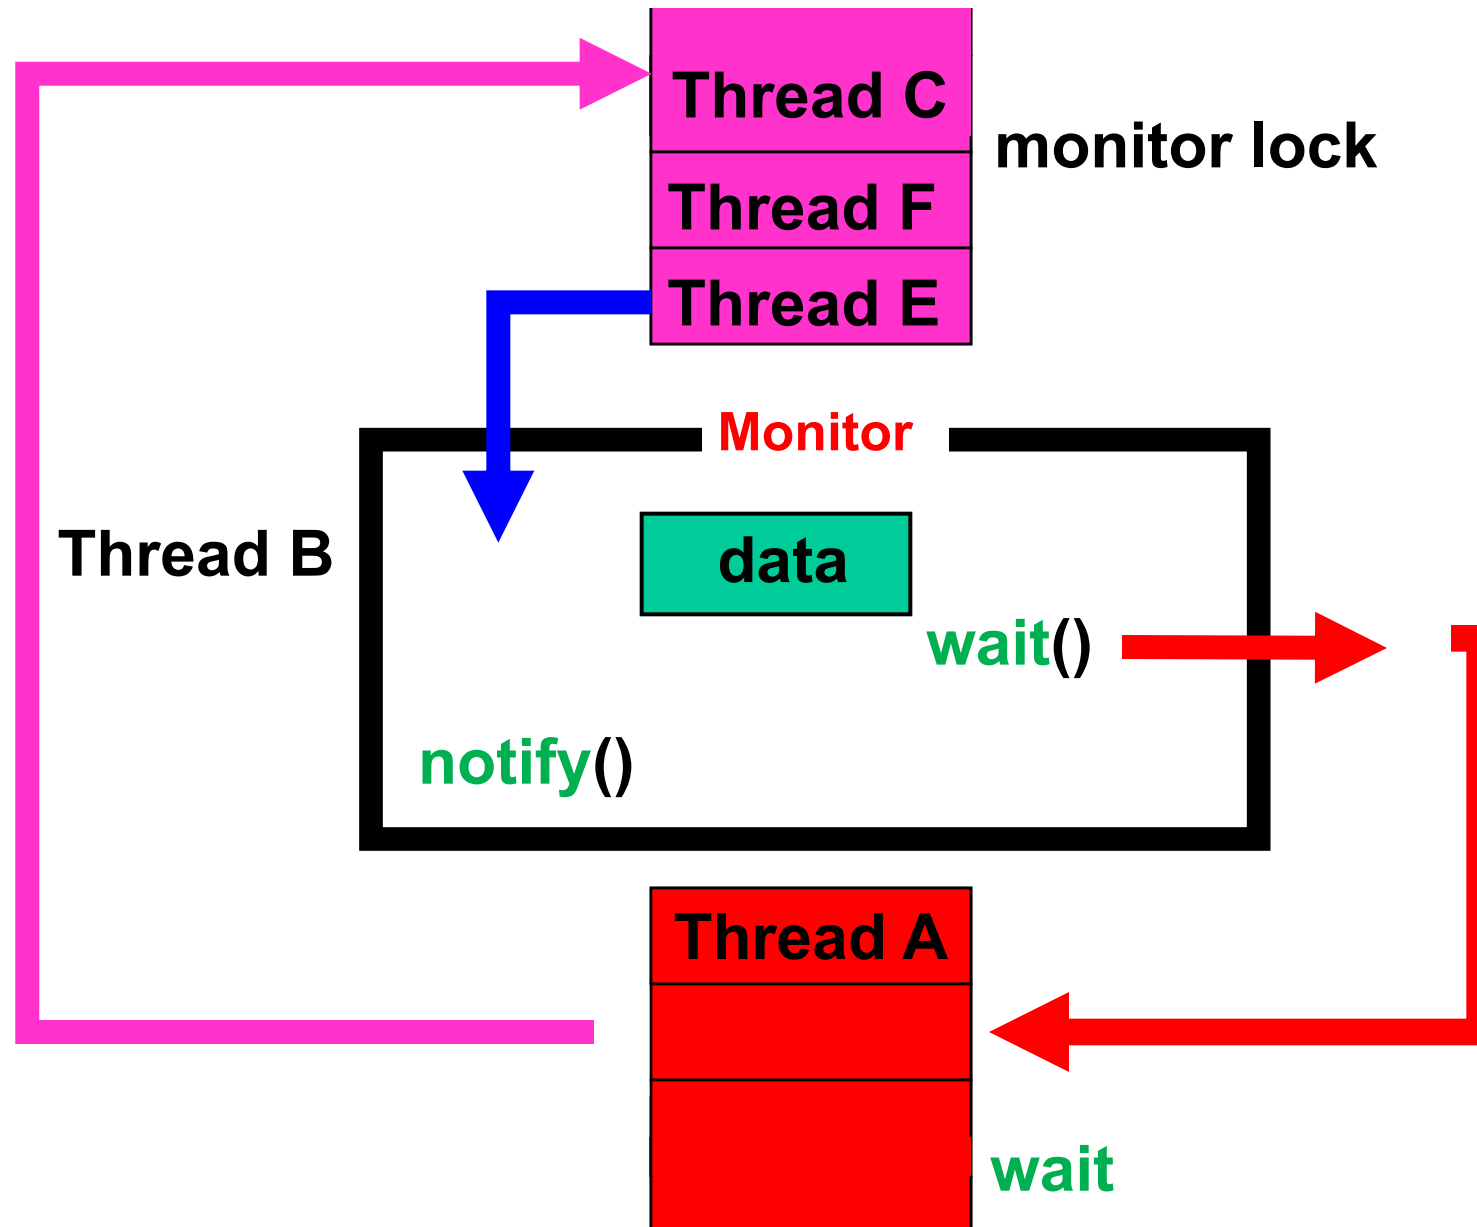 Thread C
monitor lock
Thread F
Thread E
Monitor
Thread B
data
wait()
notify()
Thread A
wait